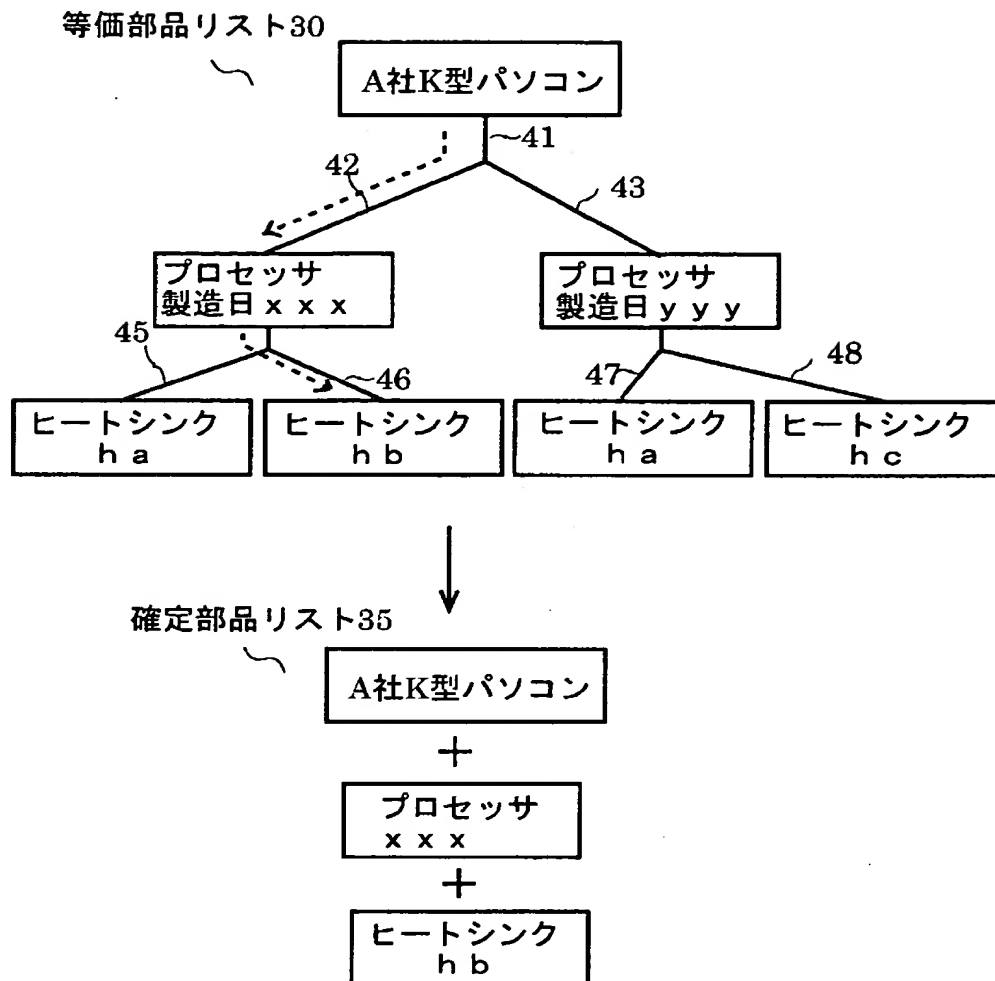 等価部品リスト30
A社K型パソコン
41
42
43
プロセッサ
製造日xxx
プロセッサ
製造日yyy
45
46
47
48
ヒートシンク
ha
ヒートシンク
hb
ヒートシンク
ha
ヒートシンク
hc
確定部品リスト35
A社K型パソコン
+
プロセッサ
xxx
+
ヒートシンク
hb